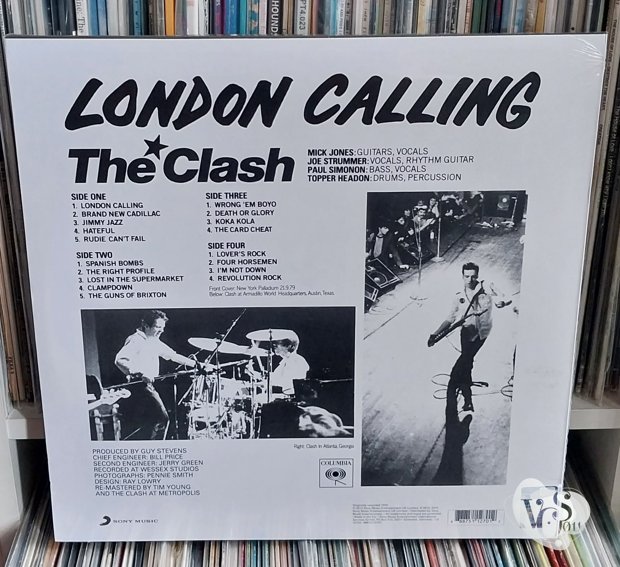 LONDON CALLING
The Clash
MICK JONES: GUITARS, VOCALS
JOE STRUMMER: VOCALS, RHYTHM GUITAR
PAUL SIMONON: BASS, VOCALS
TOPPER HEADON: DRUMS, PERCUSSION
SIDE ONE
1. LONDON CALLING
2. BRAND NEW CADILLAC
3. JIMMY JAZZ
4. HATEFUL
5. RUDIE CAN'T FAIL
SIDE TWO
1. SPANISH BOMBS
2. THE RIGHT PROFILE
3. LOST IN THE SUPERMARKET
4. CLAMPDOWN
5. THE GUNS OF BRIXTON
SIDE THREE
1. WRONG 'EM BOYO
2. DEATH OR GLORY
3. KOKA KOLA
4. THE CARD CHEAT
SIDE FOUR
1. LOVER'S ROCK
2. FOUR HORSEMEN
3. I'M NOT DOWN
4. REVOLUTION ROCK
Front Cover: New York Palladium 21.9.79
Below: Clash at Armadillo World Headquarters, Austin, Texas.
Right: Clash In Atlanta, Georgia
PRODUCED BY GUY STEVENS
CHIEF ENGINEER: BILL PRICE
SECOND ENGINEER: JERRY GREEN
RECORDED AT WESSEX STUDIOS
PHOTOGRAPHS: PENNIE SMITH
DESIGN: RAY LOWRY
RE-MASTERED BY TIM YOUNG
AND THE CLASH AT METROPOLIS
COLUMBIA
SONY MUSIC